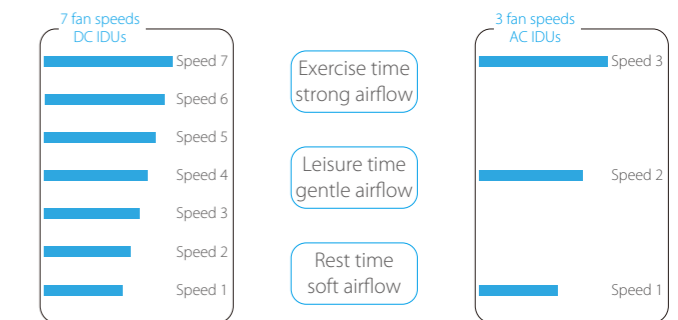 7 fan speeds
DC IDUs
Speed 7
Speed 6
Speed 5
Speed 4
Speed 3
Speed 2
Speed 1
Exercise time
strong airflow
Leisure time
gentle airflow
Rest time
soft airflow
3 fan speeds
AC IDUs
Speed 3
Speed 2
Speed 1